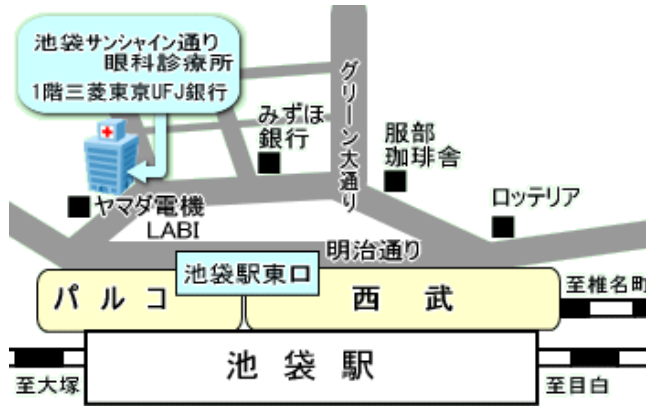 池袋サンシャイン通り
眼科診療所
1階三菱東京UFJ銀行
グリーン大通り
みずほ
銀行
服部
珈琲舎
ロッテリア
ヤマダ電機
LABI
明治通り
池袋駅東口
パルコ
西武
至椎名町
池袋駅
至大塚
至目白